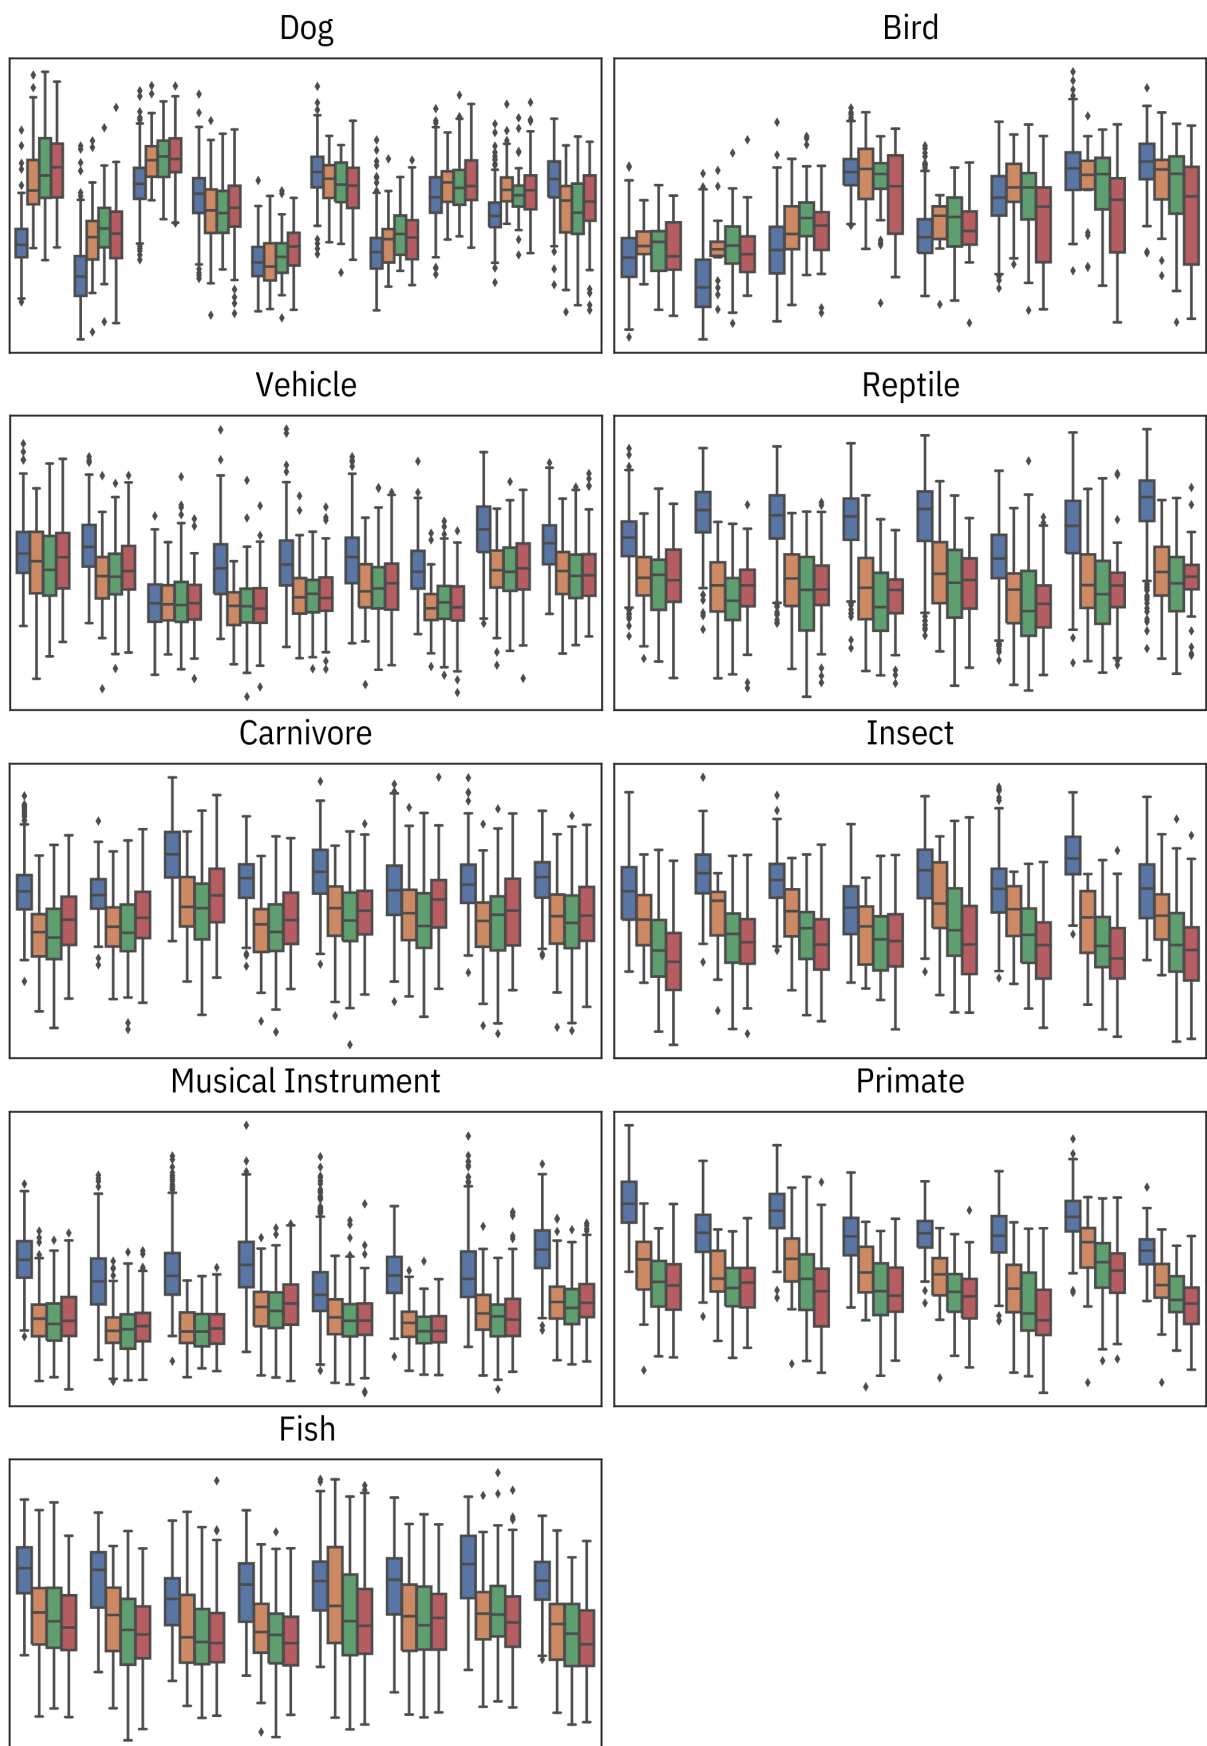 Dog
Bird
Vehicle
Reptile
Carnivore
Insect
Musical Instrument
Primate
Fish